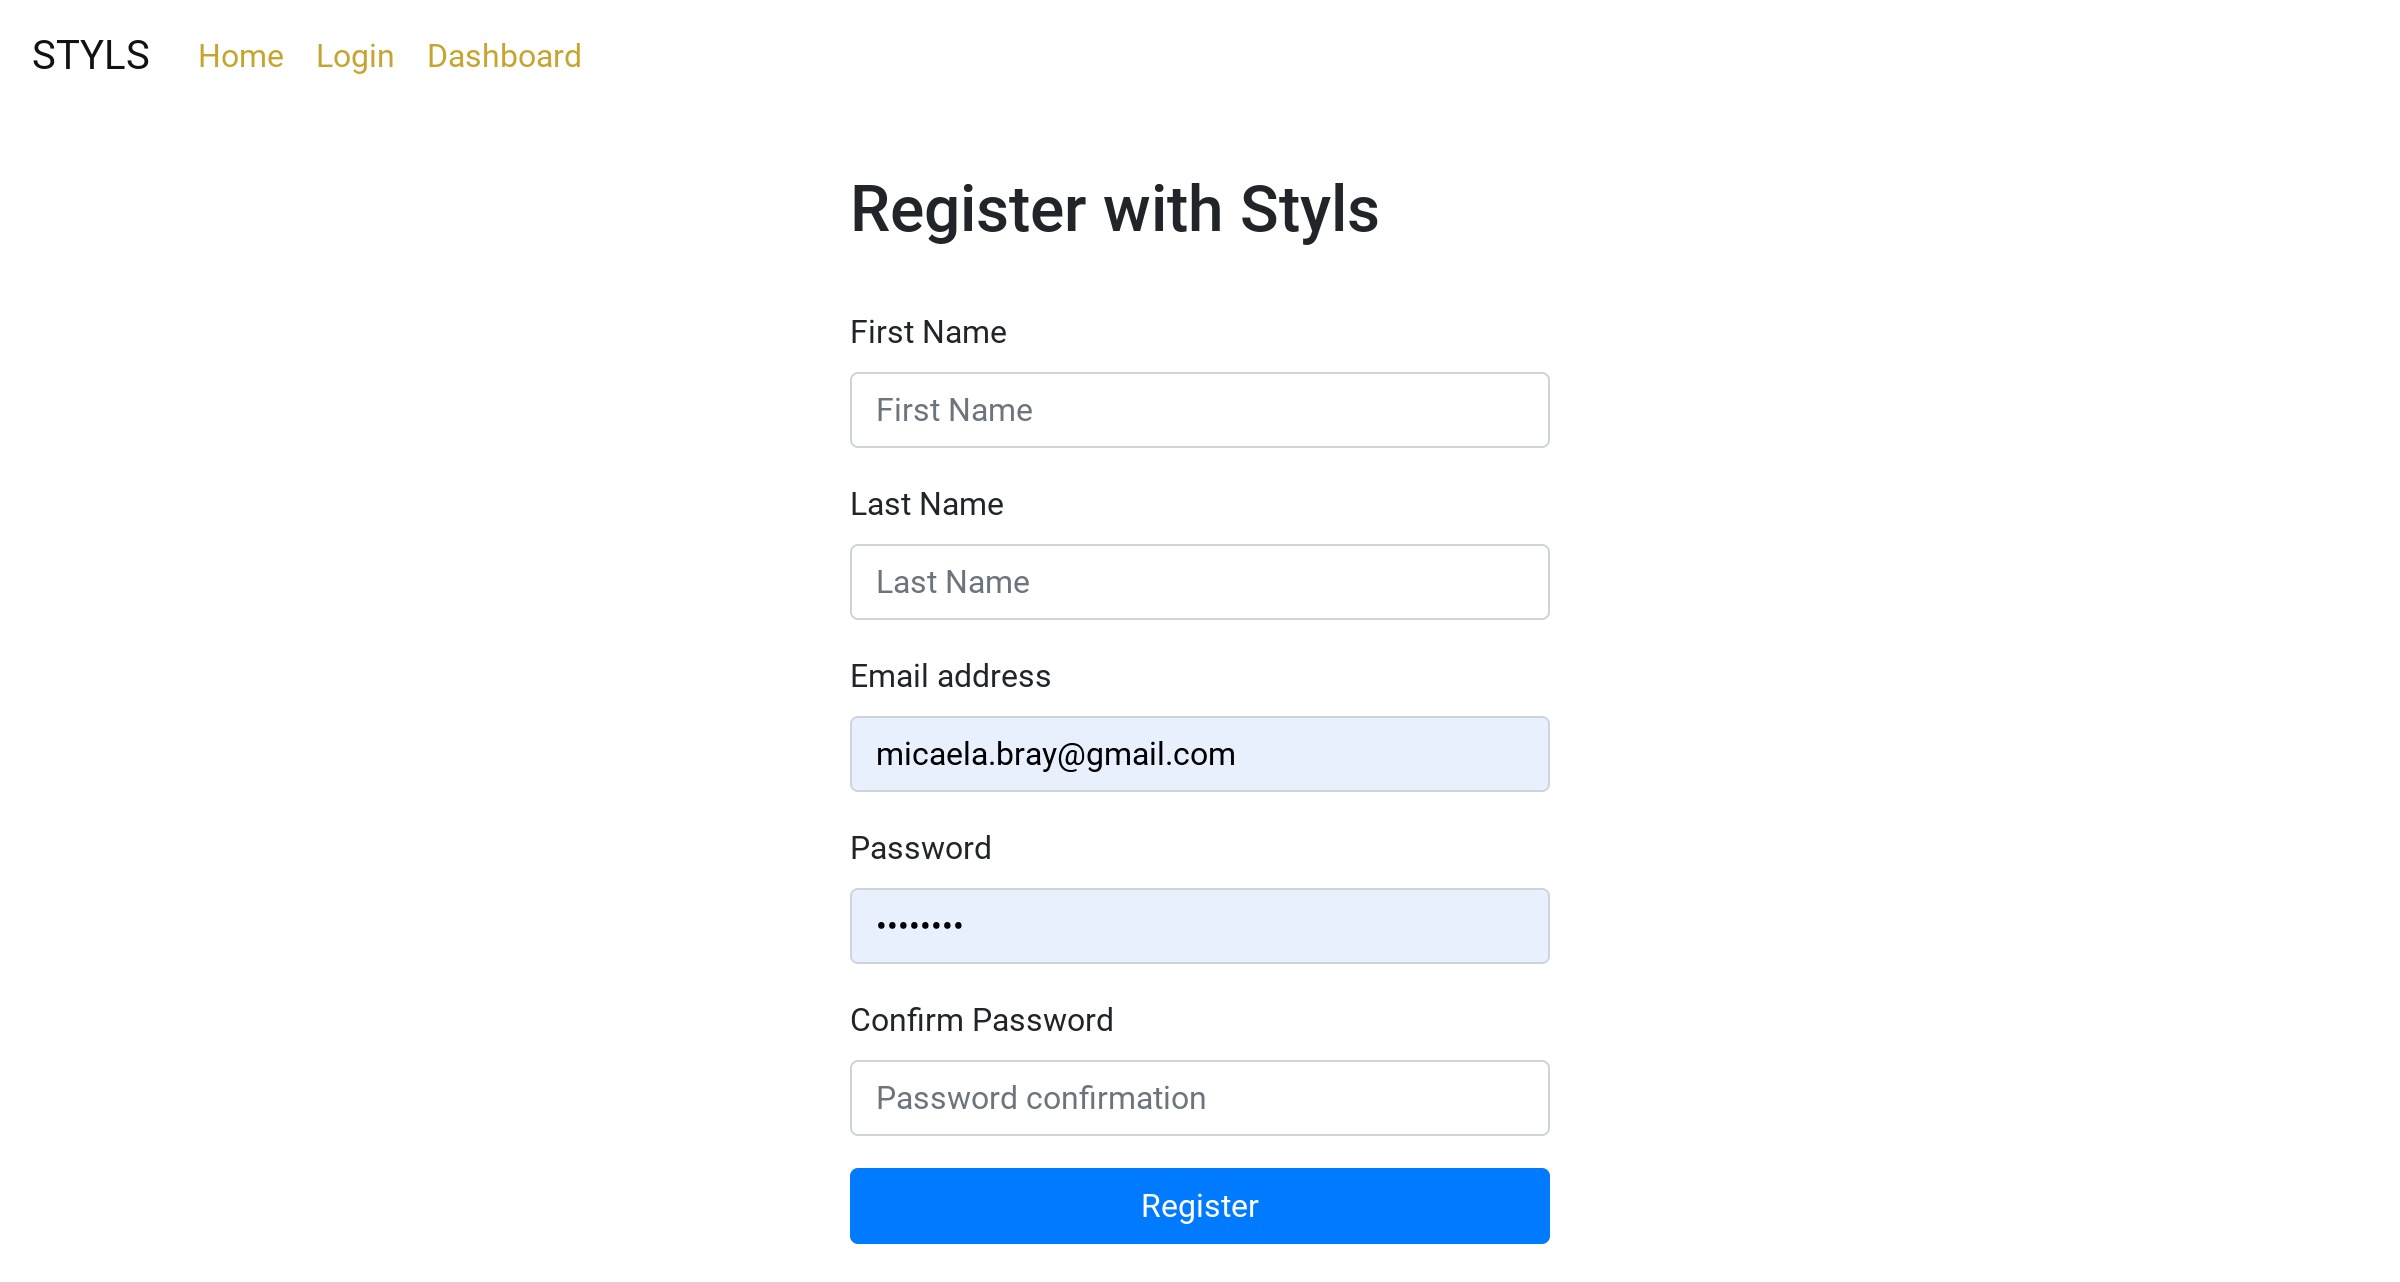 STYLS Home Login Dashboard
Register with Styls
First Name
First Name
Last Name
Last Name
Email address
micaela.bray@gmail.com
Password
••••••••
Confirm Password
Password confirmation
Register